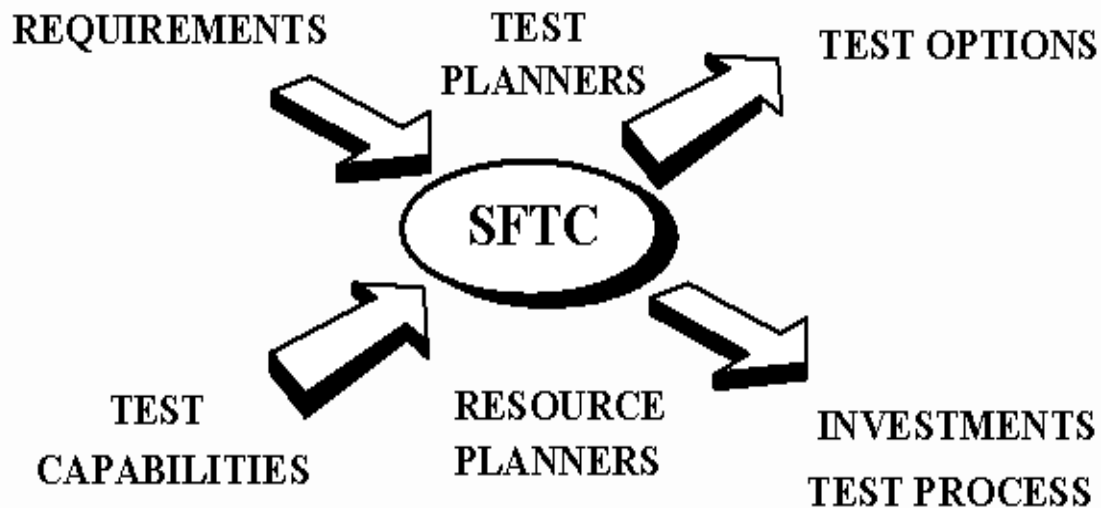 REQUIREMENTS
TEST
PLANNERS
TEST OPTIONS
SFTC
TEST
CAPABILITIES
RESOURCE
PLANNERS
INVESTMENTS
TEST PROCESS